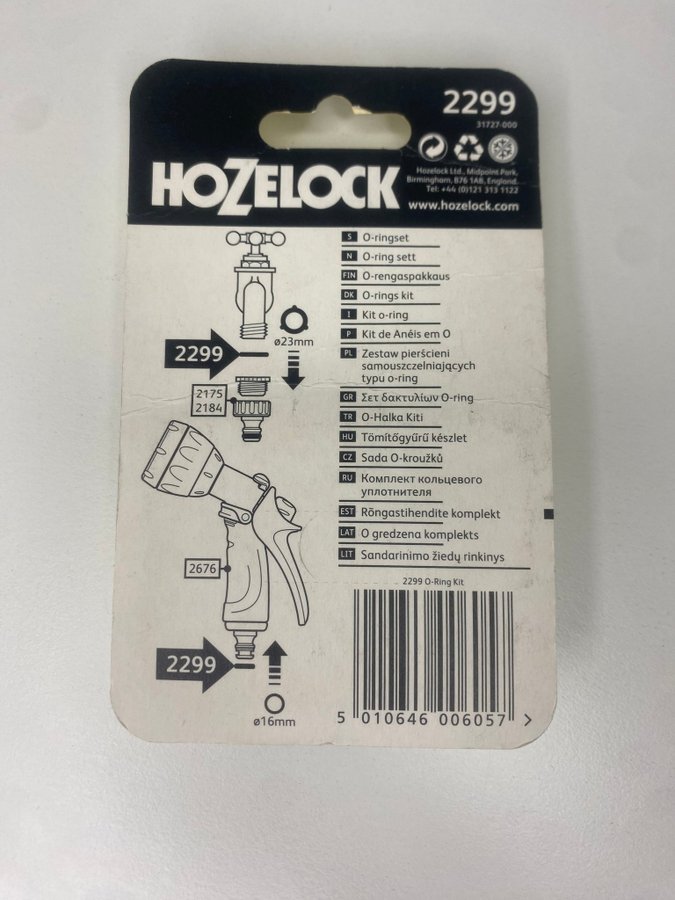 2299
31727-000
HOZELOCK
Hozelock Ltd., Midpoint Park,
Birmingham, B76 1AB, England.
Tel: +44 (0)121 313 1122
www.hozelock.com
S O-ringset
N O-ring sett
FIN O-rengaspakkaus
DK O-rings kit
I Kit o-ring
P Kit de Anéis em O
PL Zestaw pierścieni
samouszczelniających
typu o-ring
GR Σετ δακτυλίων O-ring
TR O-Halka Kiti
HU Tömítőgyűrű készlet
CZ Sada O-kroužků
RU Комплект кольцевого
уплотнителя
EST Rõngastihendite komplekt
LAT O gredzena komplekts
LIT Sandarinimo žiedų rinkinys
ø23mm
2299
2175
2184
2676
2299
ø16mm
2299 O-Ring Kit
5 010646 006057 >